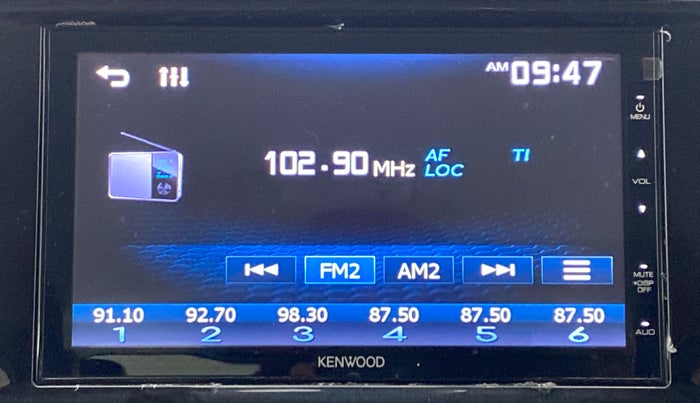 AM 09:47
102.90 MHz AF LOC TI
FM2 AM2
91.10 92.70 98.30 87.50 87.50 87.50
1 2 3 4 5 6
KENWOOD
MENU
VOL
MUTE
*DISP
OFF
AUD